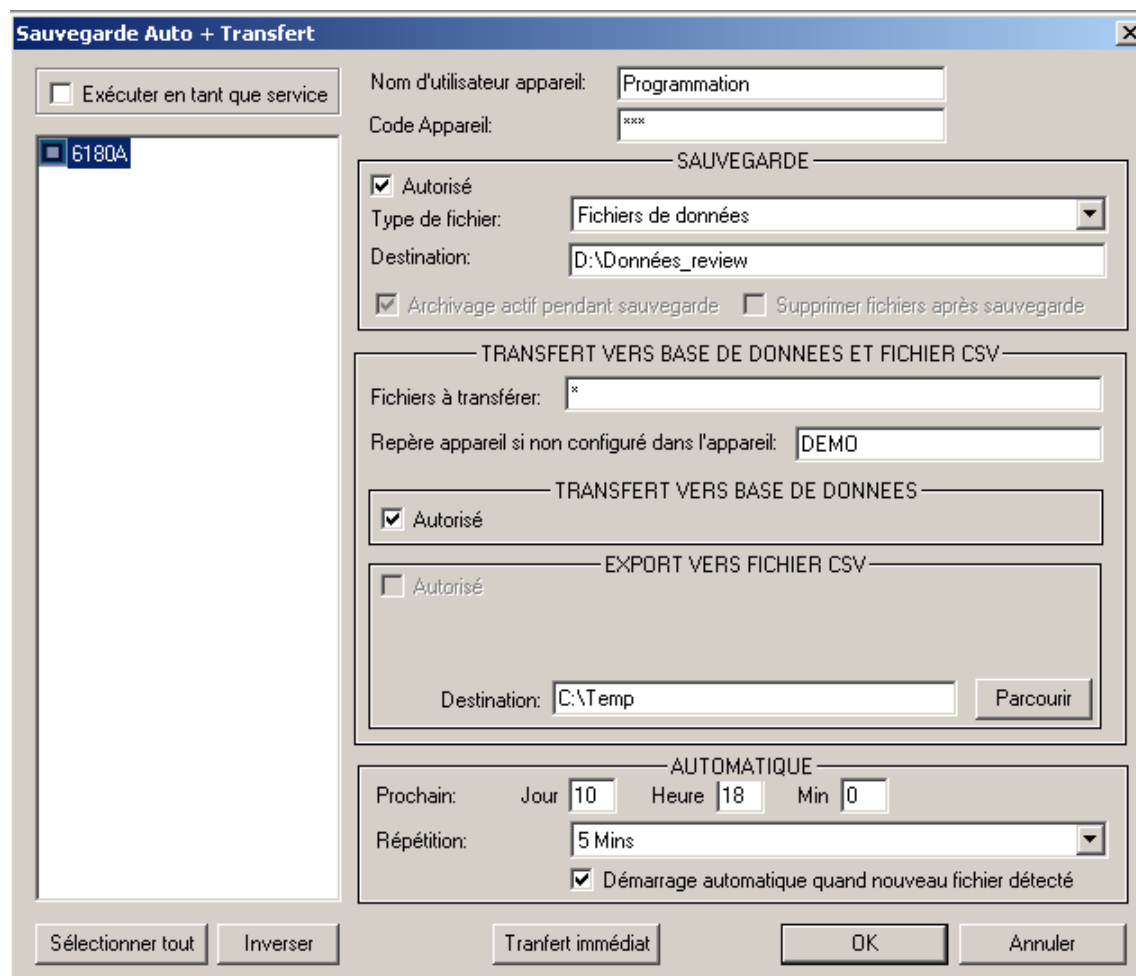 Sauvegarde Auto + Transfert
Exécuter en tant que service
6180A
Nom d'utilisateur appareil: Programmation
Code Appareil: ***
SAUVEGARDE
Autorisé
Type de fichier: Fichiers de données
Destination: D:\Données_review
Archivage actif pendant sauvegarde Supprimer fichiers après sauvegarde
TRANSFERT VERS BASE DE DONNEES ET FICHIER CSV
Fichiers à transférer: *
Repère appareil si non configuré dans l'appareil: DEMO
TRANSFERT VERS BASE DE DONNEES
Autorisé
EXPORT VERS FICHIER CSV
Autorisé
Destination: C:\Temp Parcourir
AUTOMATIQUE
Prochain: Jour 10 Heure 18 Min 0
Répétition: 5 Mins
Démarrage automatique quand nouveau fichier détecté
Sélectionner tout Inverser Tranfert immédiat OK Annuler